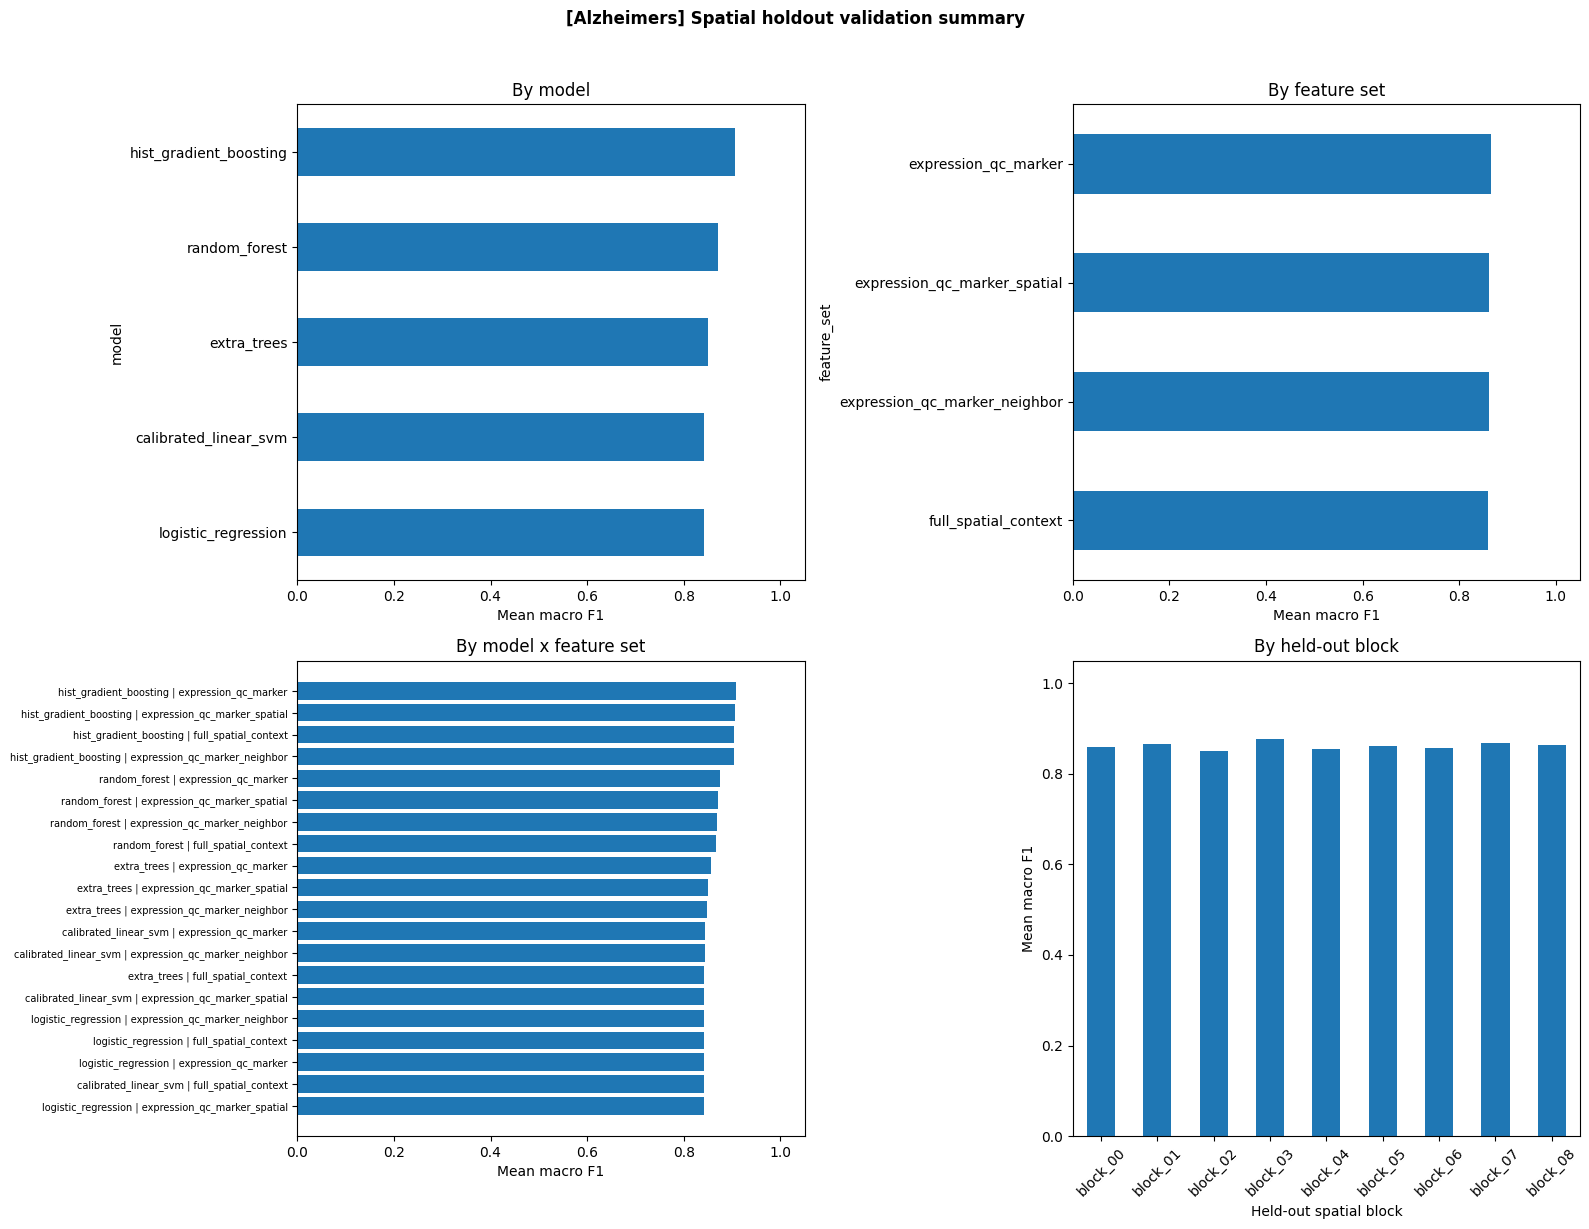 [Alzheimers] Spatial holdout validation summary
By model
model
hist_gradient_boosting
random_forest
extra_trees
calibrated_linear_svm
logistic_regression
0.0 0.2 0.4 0.6 0.8 1.0
Mean macro F1
By feature set
feature_set
expression_qc_marker
expression_qc_marker_spatial
expression_qc_marker_neighbor
full_spatial_context
0.0 0.2 0.4 0.6 0.8 1.0
Mean macro F1
By model x feature set
hist_gradient_boosting | expression_qc_marker
hist_gradient_boosting | expression_qc_marker_spatial
hist_gradient_boosting | full_spatial_context
hist_gradient_boosting | expression_qc_marker_neighbor
random_forest | expression_qc_marker
random_forest | expression_qc_marker_spatial
random_forest | expression_qc_marker_neighbor
random_forest | full_spatial_context
extra_trees | expression_qc_marker
extra_trees | expression_qc_marker_spatial
extra_trees | expression_qc_marker_neighbor
calibrated_linear_svm | expression_qc_marker
calibrated_linear_svm | expression_qc_marker_neighbor
extra_trees | full_spatial_context
calibrated_linear_svm | expression_qc_marker_spatial
logistic_regression | expression_qc_marker_neighbor
logistic_regression | full_spatial_context
logistic_regression | expression_qc_marker
calibrated_linear_svm | full_spatial_context
logistic_regression | expression_qc_marker_spatial
0.0 0.2 0.4 0.6 0.8 1.0
Mean macro F1
By held-out block
Mean macro F1
1.0
0.8
0.6
0.4
0.2
0.0
block_00 block_01 block_02 block_03 block_04 block_05 block_06 block_07 block_08
Held-out spatial block